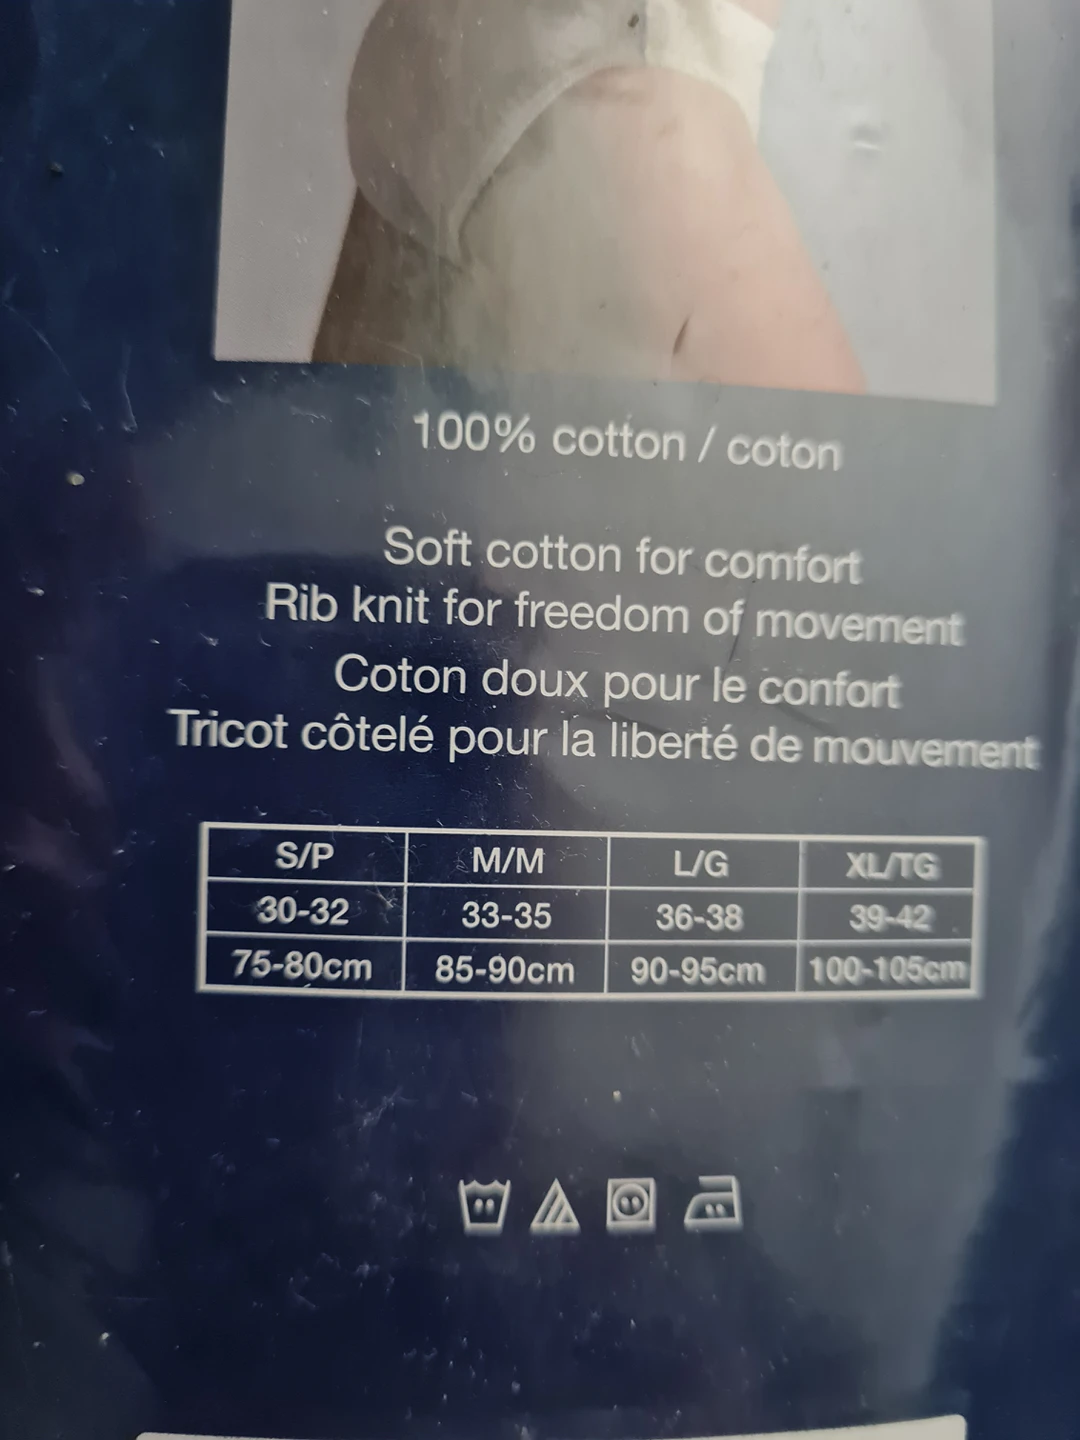 100% cotton / coton
Soft cotton for comfort
Rib knit for freedom of movement
Coton doux pour le confort
Tricot côtelé pour la liberté de mouvement
S/P M/M L/G XL/TG
30-32 33-35 36-38 39-42
75-80cm 85-90cm 90-95cm 100-105cm